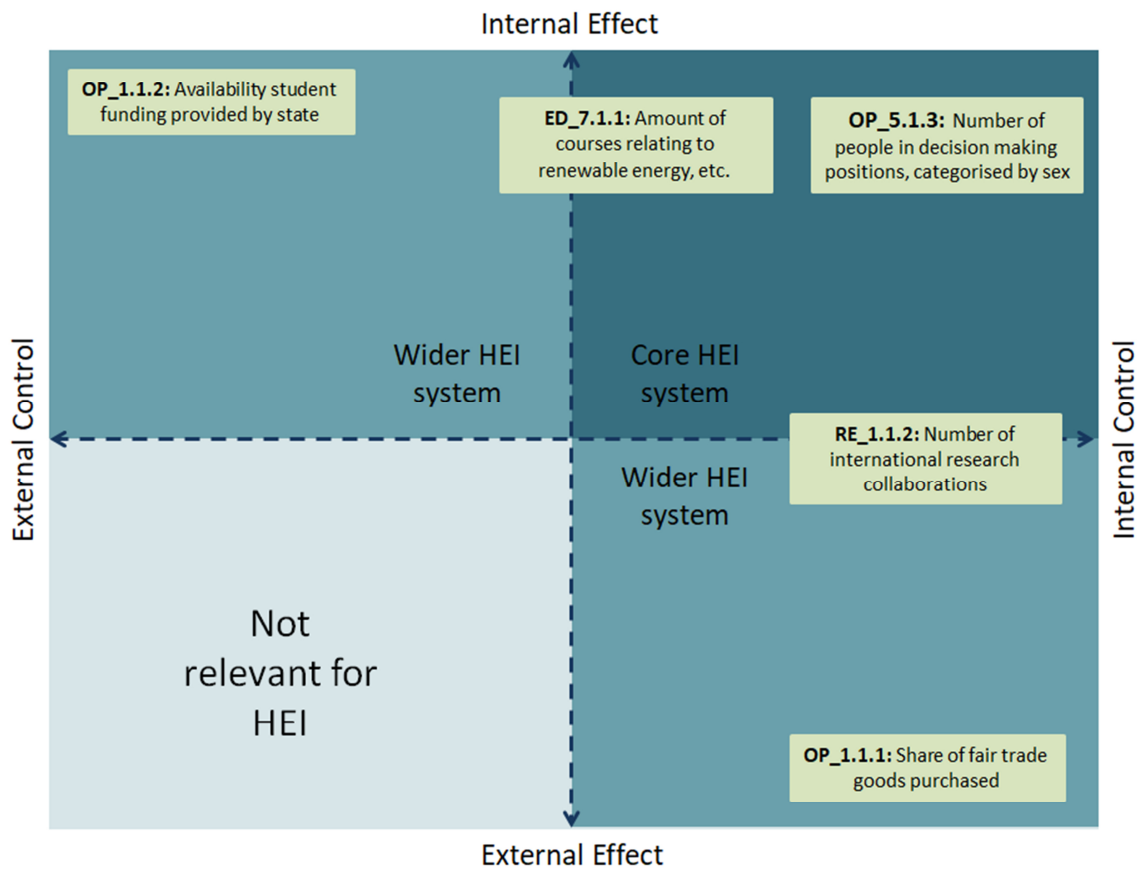 Internal Effect
OP_1.1.2: Availability student
funding provided by state
ED_7.1.1: Amount of
courses relating to
renewable energy, etc.
OP_5.1.3: Number of
people in decision making
positions, categorised by sex
Wider HEI
system
Core HEI
system
External Control
Internal Control
RE_1.1.2: Number of
international research
collaborations
Wider HEI
system
Not
relevant for
HEI
OP_1.1.1: Share of fair trade
goods purchased
External Effect